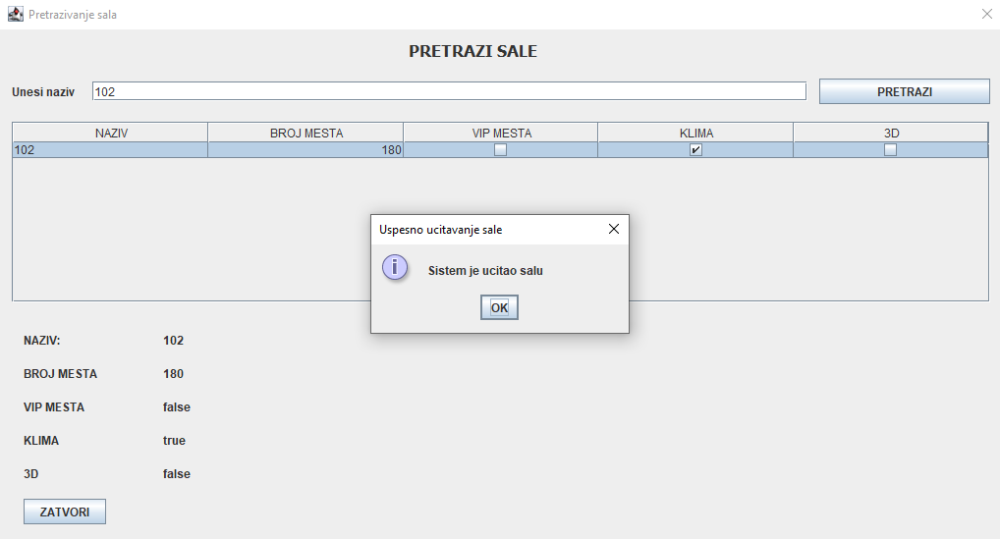 Pretrazivanje sala
PRETRAZI SALE
Unesi naziv 102 PRETRAZI
NAZIV BROJ MESTA VIP MESTA KLIMA 3D
102 180
Uspesno ucitavanje sale
i Sistem je ucitao salu
OK
NAZIV: 102
BROJ MESTA 180
VIP MESTA false
KLIMA true
3D false
ZATVORI